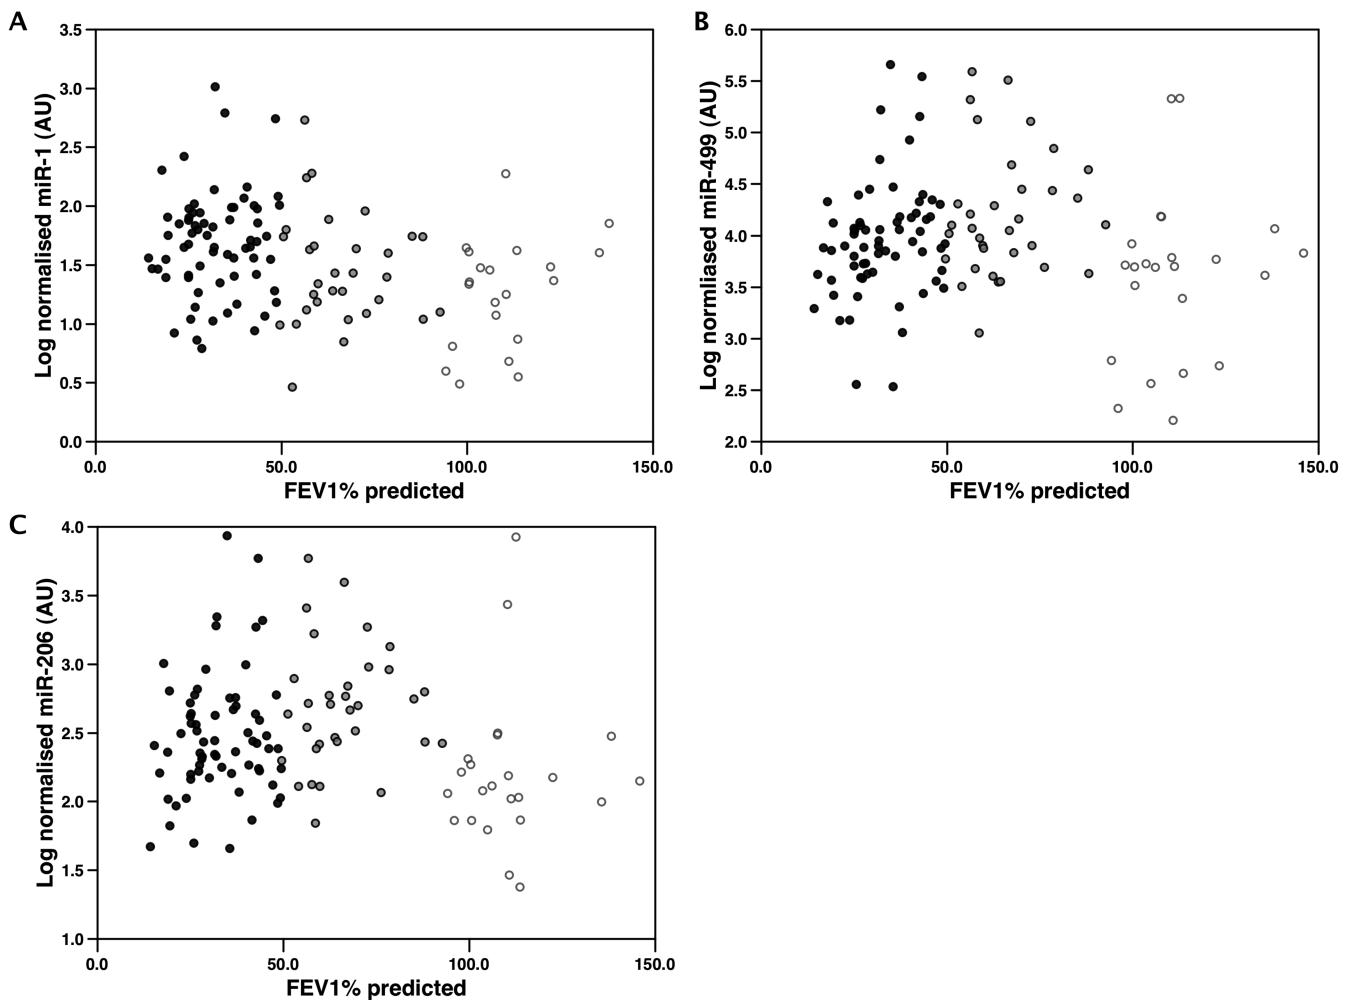 A
Log normalised miR-1 (AU)
3.5
3.0
2.5
2.0
1.5
1.0
0.5
0.0
0.0 50.0 100.0 150.0
FEV1% predicted
B
Log normliased miR-499 (AU)
6.0
5.5
5.0
4.5
4.0
3.5
3.0
2.5
2.0
0.0 50.0 100.0 150.0
FEV1% predicted
C
Log normalised miR-206 (AU)
4.0
3.5
3.0
2.5
2.0
1.5
1.0
0.0 50.0 100.0 150.0
FEV1% predicted